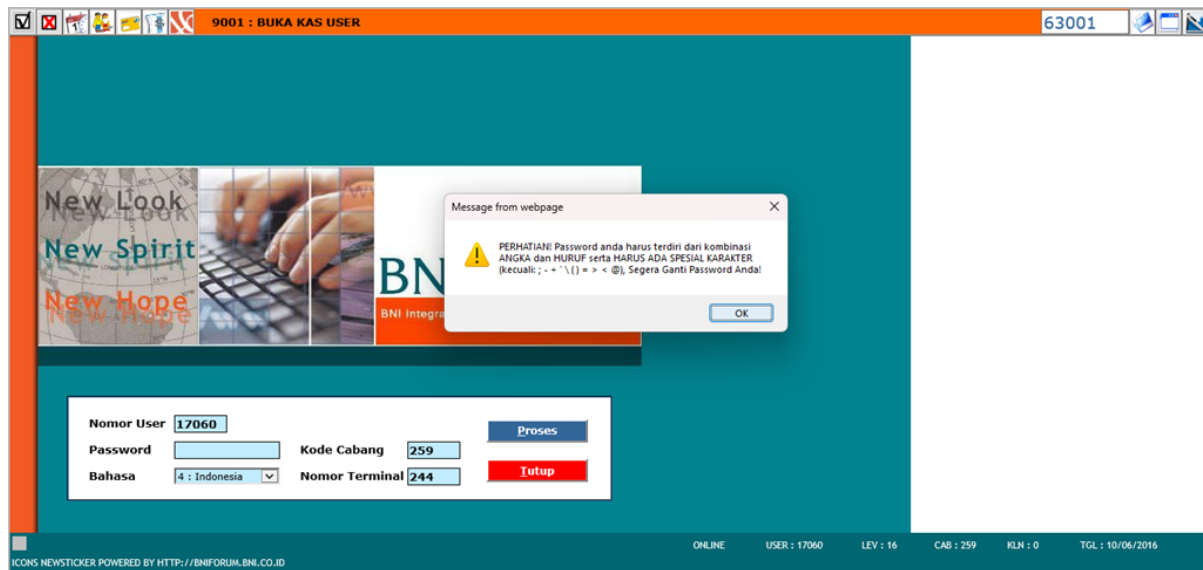 9001 : BUKA KAS USER
63001
New Look
New Spirit
New Hope
BN
BNI Integra
Message from webpage
PERHATIAN! Password anda harus terdiri dari kombinasi
ANGKA dan HURUF serta HARUS ADA SPESIAL KARAKTER
(kecuali: ; - + ` \ ( ) = > < @), Segera Ganti Password Anda!
OK
Nomor User 17060
Proses
Password
Kode Cabang 259
Bahasa 4 : Indonesia
Nomor Terminal 244
Tutup
ONLINE USER : 17060 LEV : 16 CAB : 259 KLN : 0 TGL : 10/06/2016
ICONS NEWSTICKER POWERED BY HTTP://BNIFORUM.BNI.CO.ID